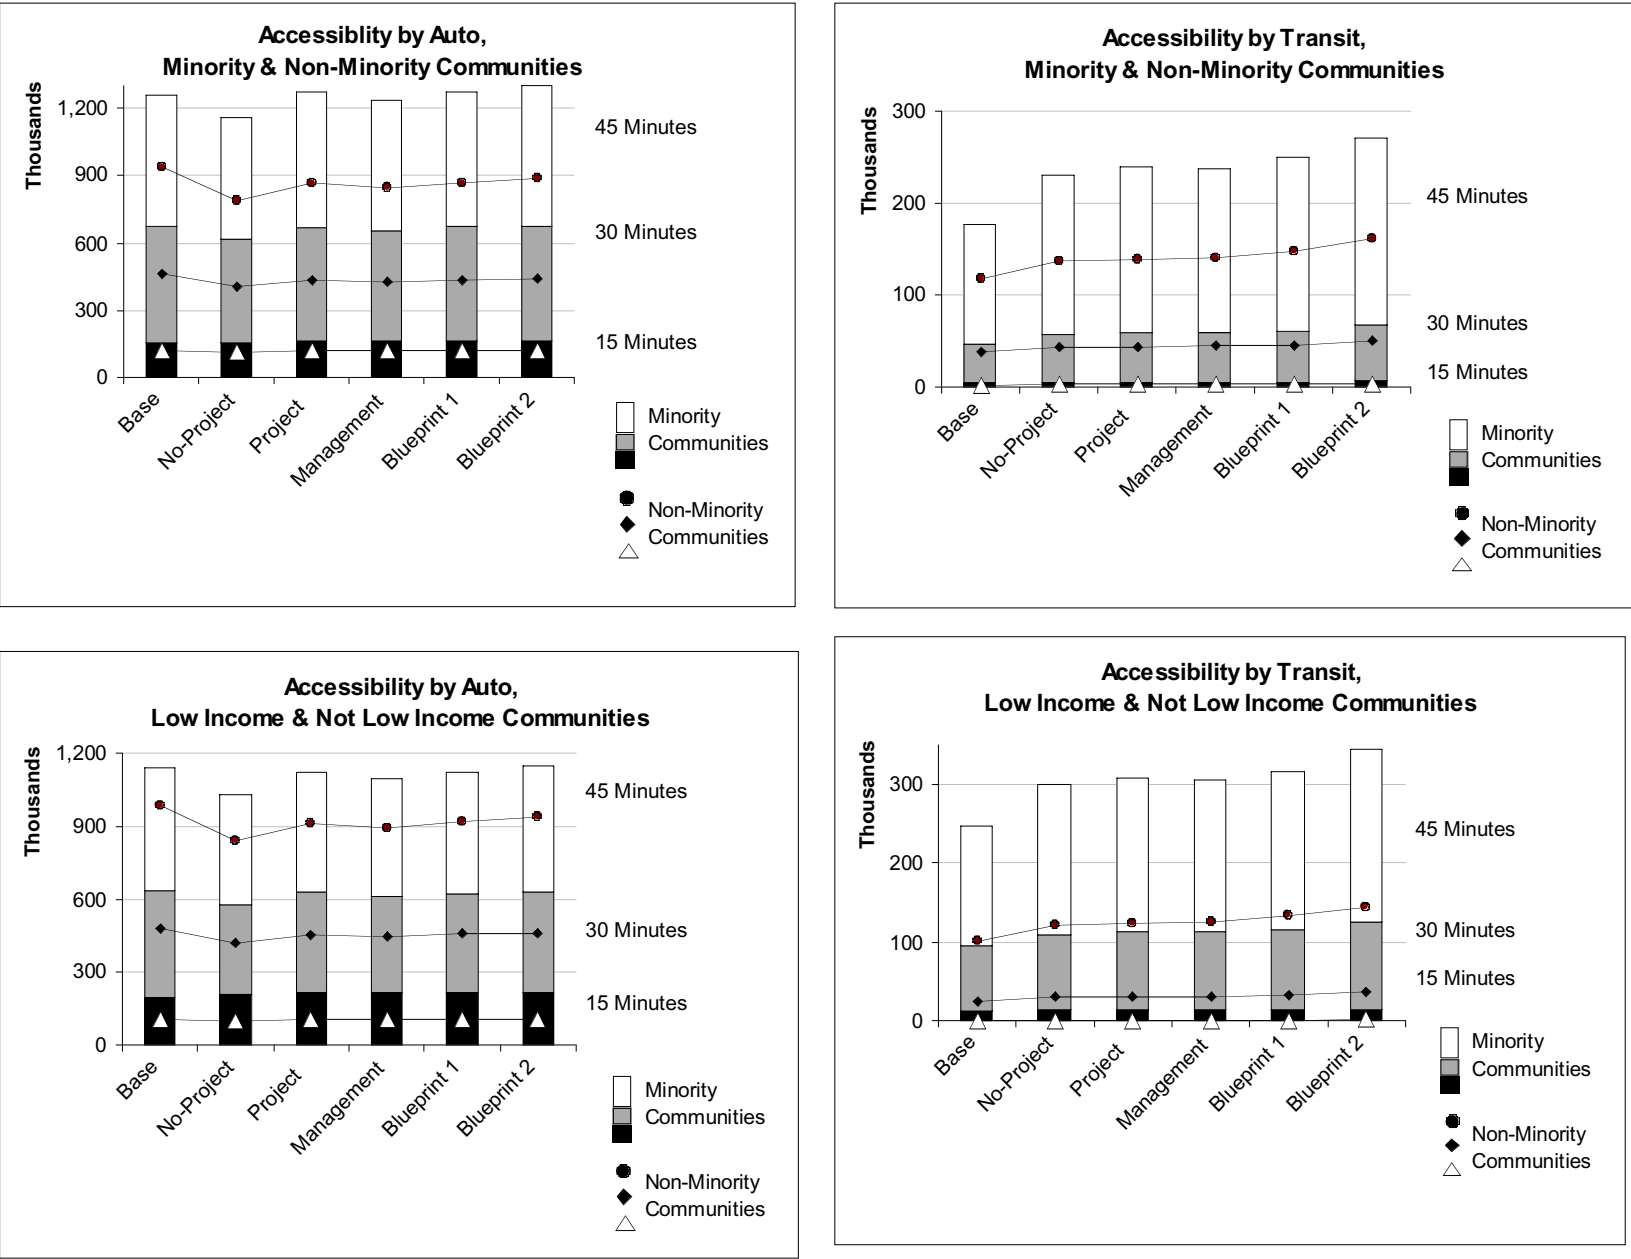 Accessiblity by Auto,
Minority & Non-Minority Communities
Thousands
1,200
900
600
300
0
45 Minutes
30 Minutes
15 Minutes
Base
No-Project
Project
Management
Blueprint 1
Blueprint 2
Minority
Communities
Non-Minority
Communities
Accessibility by Transit,
Minority & Non-Minority Communities
Thousands
300
200
100
0
45 Minutes
30 Minutes
15 Minutes
Base
No-Project
Project
Management
Blueprint 1
Blueprint 2
Minority
Communities
Non-Minority
Communities
Accessibility by Auto,
Low Income & Not Low Income Communities
Thousands
1,200
900
600
300
0
45 Minutes
30 Minutes
15 Minutes
Base
No-Project
Project
Management
Blueprint 1
Blueprint 2
Minority
Communities
Non-Minority
Communities
Accessibility by Transit,
Low Income & Not Low Income Communities
Thousands
300
200
100
0
45 Minutes
30 Minutes
15 Minutes
Base
No-Project
Project
Management
Blueprint 1
Blueprint 2
Minority
Communities
Non-Minority
Communities